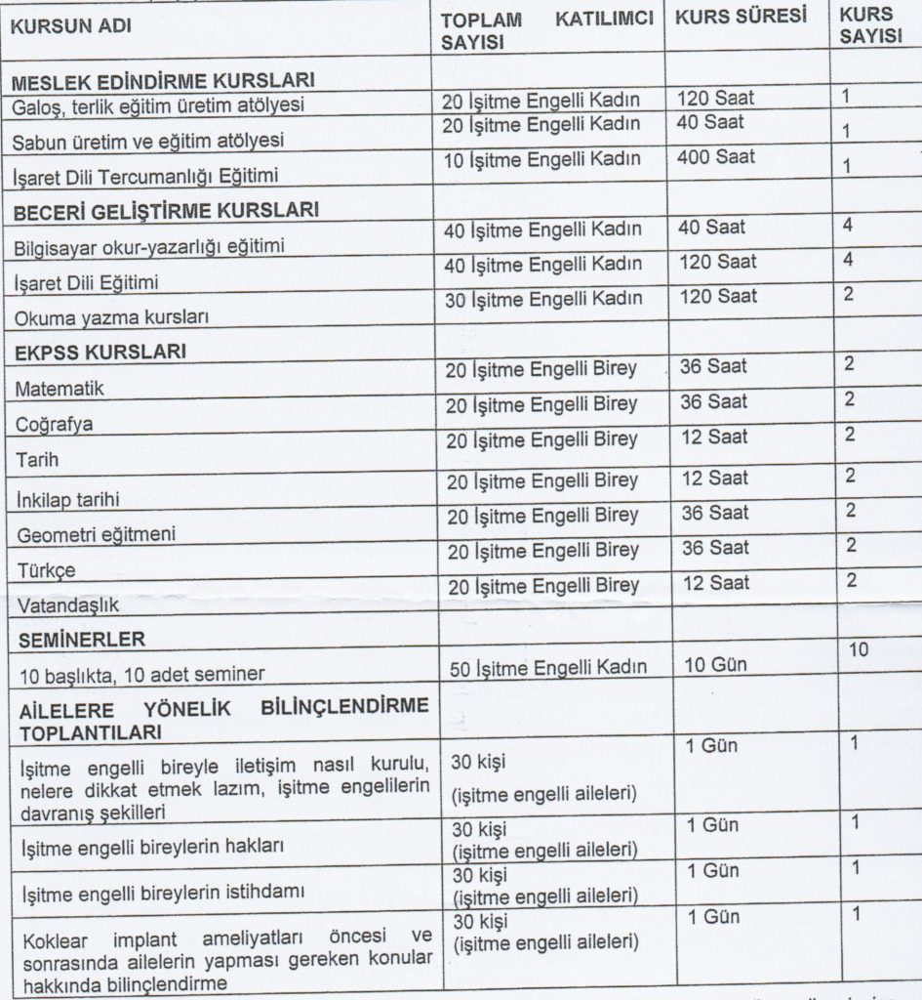 KURSUN ADI
TOPLAM KATILIMCI
SAYISI
KURS SÜRESİ
KURS
SAYISI
MESLEK EDİNDİRME KURSLARI
Galoş, terlik eğitim üretim atölyesi 20 İşitme Engelli Kadın 120 Saat 1
Sabun üretim ve eğitim atölyesi 20 İşitme Engelli Kadın 40 Saat 1
İşaret Dili Tercumanlığı Eğitimi 10 İşitme Engelli Kadın 400 Saat 1
BECERİ GELİŞTİRME KURSLARI
Bilgisayar okur-yazarlığı eğitimi 40 İşitme Engelli Kadın 40 Saat 4
İşaret Dili Eğitimi 40 İşitme Engelli Kadın 120 Saat 4
Okuma yazma kursları 30 İşitme Engelli Kadın 120 Saat 2
EKPSS KURSLARI
Matematik 20 İşitme Engelli Birey 36 Saat 2
Coğrafya 20 İşitme Engelli Birey 36 Saat 2
Tarih 20 İşitme Engelli Birey 12 Saat 2
İnkilap tarihi 20 İşitme Engelli Birey 12 Saat 2
Geometri eğitmeni 20 İşitme Engelli Birey 36 Saat 2
Türkçe 20 İşitme Engelli Birey 36 Saat 2
Vatandaşlık 20 İşitme Engelli Birey 12 Saat 2
SEMİNERLER
10 başlıkta, 10 adet seminer 50 İşitme Engelli Kadın 10 Gün 10
AİLELERE YÖNELİK BİLİNÇLENDİRME
TOPLANTILARI
İşitme engelli bireyle iletişim nasıl kurulu,
nelere dikkat etmek lazım, işitme engelilerin
davranış şekilleri
30 kişi
(işitme engelli aileleri)
1 Gün
1
İşitme engelli bireylerin hakları
30 kişi
(işitme engelli aileleri)
1 Gün
1
İşitme engelli bireylerin istihdamı
30 kişi
(işitme engelli aileleri)
1 Gün
1
Koklear implant ameliyatları öncesi ve
sonrasında ailelerin yapması gereken konular
hakkında bilinçlendirme
30 kişi
(işitme engelli aileleri)
1 Gün
1